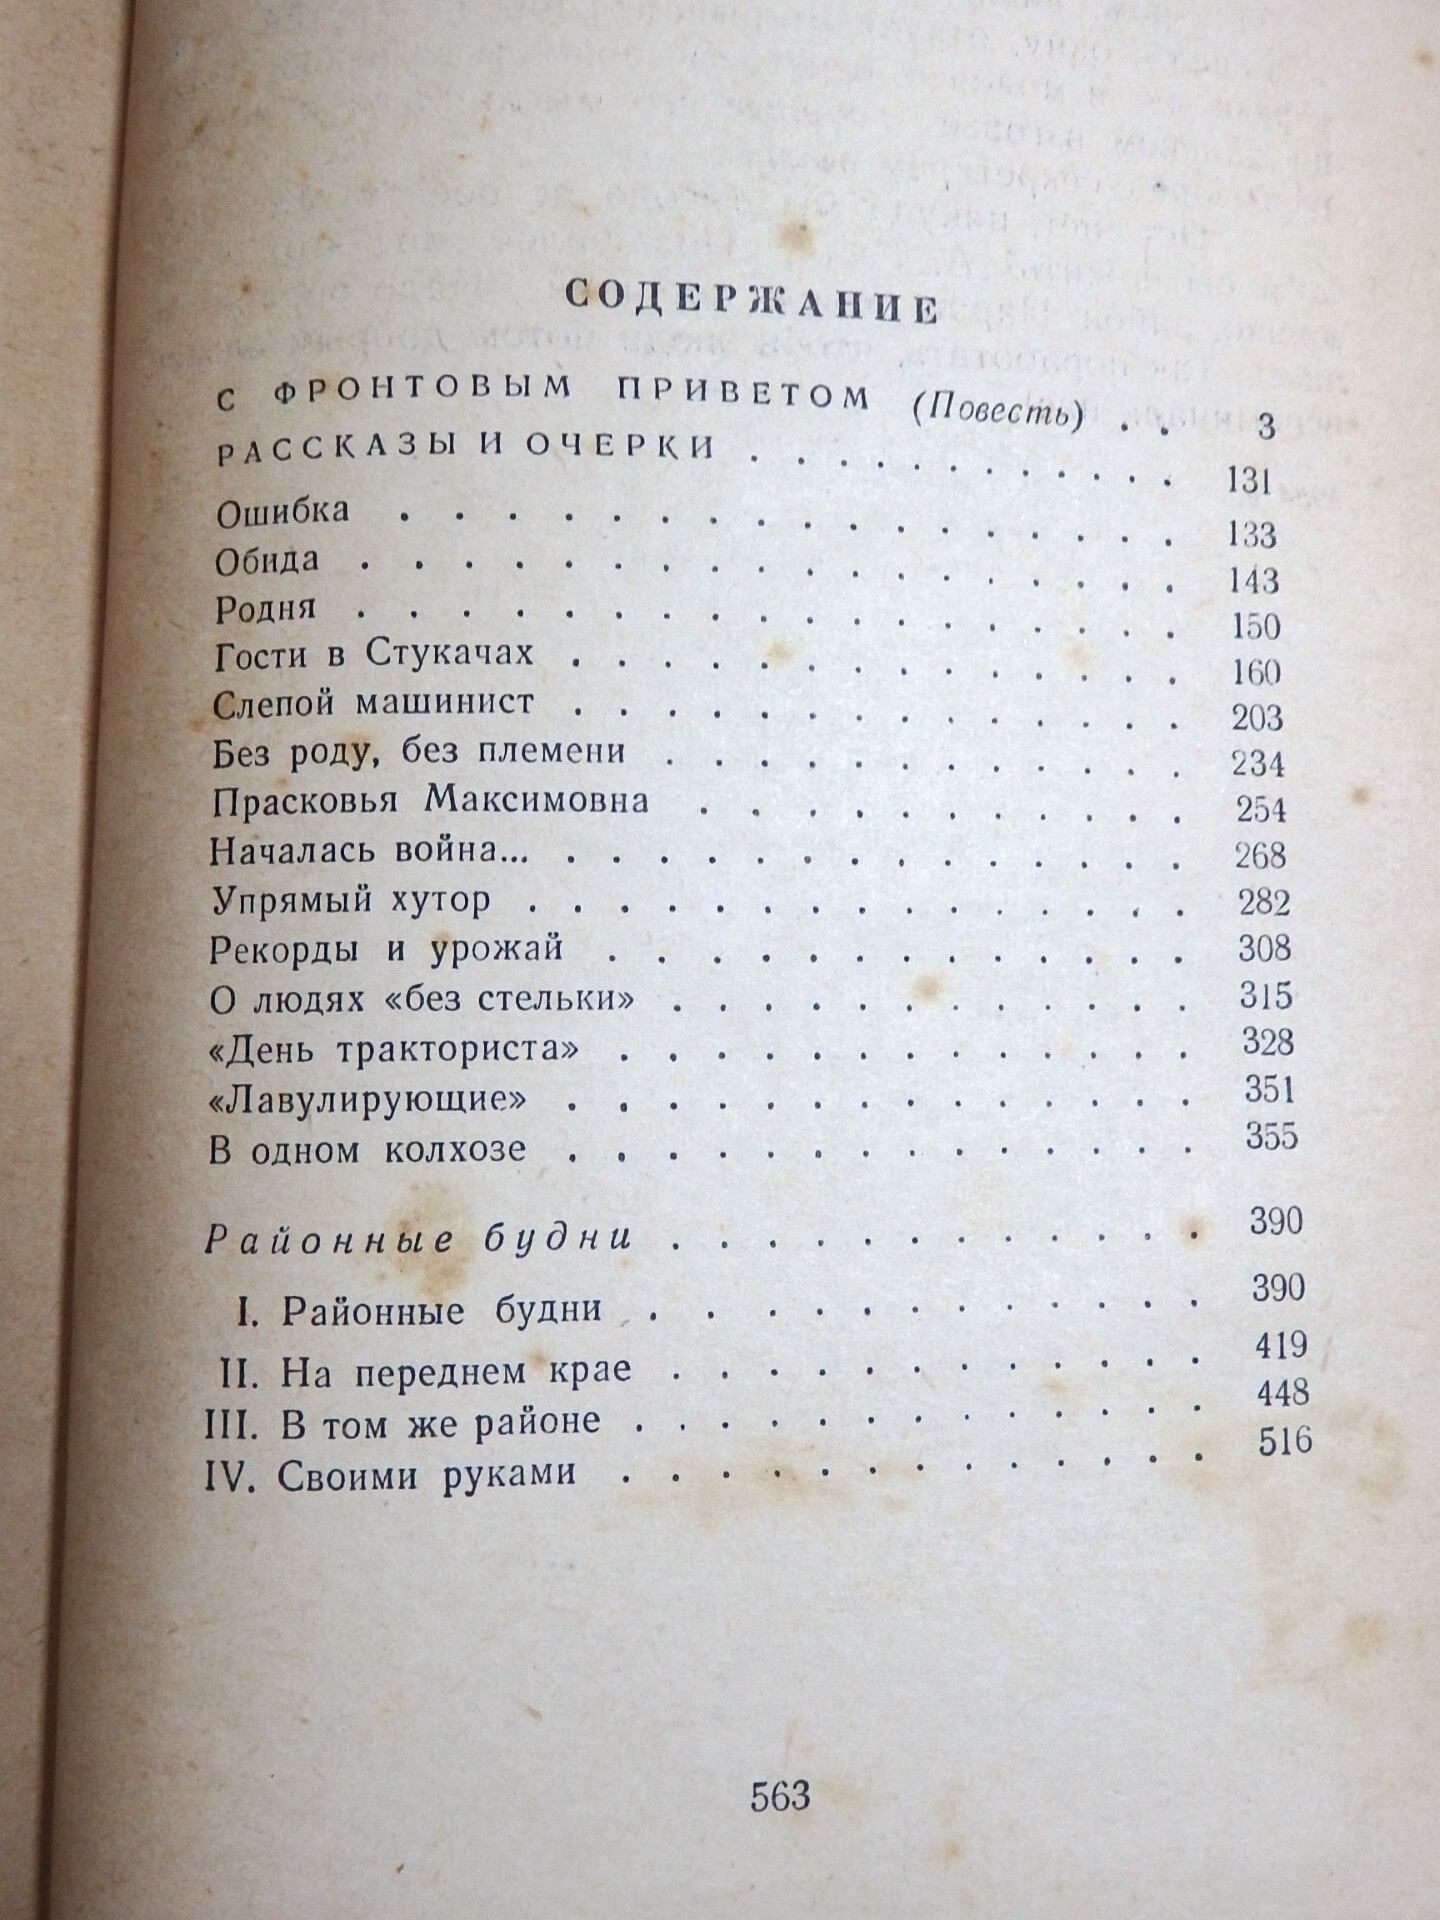 СОДЕРЖАНИЕ
С ФРОНТОВЫМ ПРИВЕТОМ (Повесть) . . 3
РАССКАЗЫ И ОЧЕРКИ . . . . . . . . . . 131
Ошибка . . . . . . . . . . . . . . . . 133
Обида . . . . . . . . . . . . . . . . . 143
Родня . . . . . . . . . . . . . . . . . 150
Гости в Стукачах . . . . . . . . . . . . . 160
Слепой машинист . . . . . . . . . . . . . 203
Без роду, без племени . . . . . . . . . . . 234
Прасковья Максимовна . . . . . . . . . . . 254
Началась война... . . . . . . . . . . . . . . 268
Упрямый хутор . . . . . . . . . . . . . . 282
Рекорды и урожай . . . . . . . . . . . . . 308
О людях «без стельки» . . . . . . . . . . . 315
«День тракториста» . . . . . . . . . . . . 328
«Лавулирующие» . . . . . . . . . . . . . 351
В одном колхозе . . . . . . . . . . . . . 355
Районные будни . . . . . . . . . . . . 390
I. Районные будни . . . . . . . . . . . 390
II. На переднем крае . . . . . . . . . . . 419
III. В том же районе . . . . . . . . . . . . . 448
IV. Своими руками . . . . . . . . . . . . 516
563